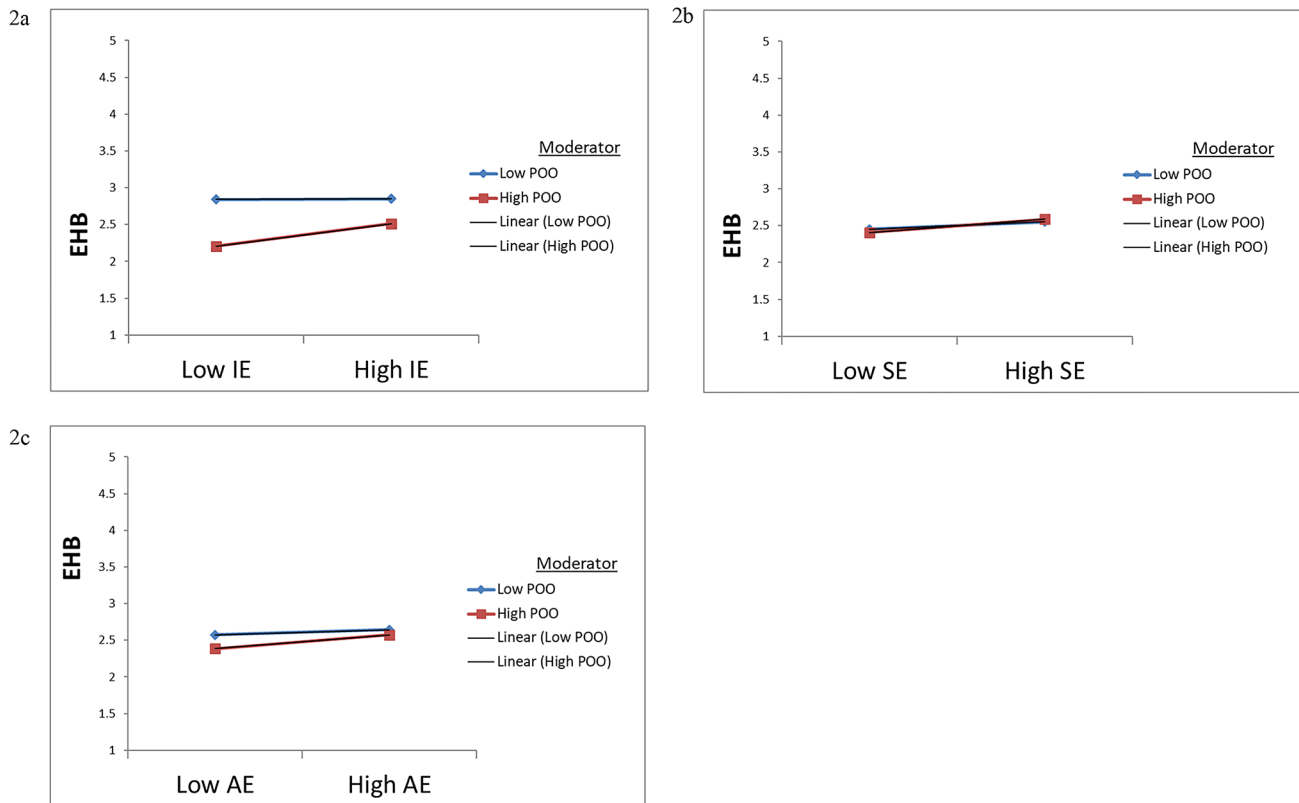 2a
5
4.5
4
3.5
3
2.5
2
1.5
1
EHB
Low IE
High IE
Moderator
Low POO
High POO
Linear (Low POO)
Linear (High POO)
2b
5
4.5
4
3.5
3
2.5
2
1.5
1
EHB
Low SE
High SE
Moderator
Low POO
High POO
Linear (Low POO)
Linear (High POO)
2c
5
4.5
4
3.5
3
2.5
2
1.5
1
EHB
Low AE
High AE
Moderator
Low POO
High POO
Linear (Low POO)
Linear (High POO)